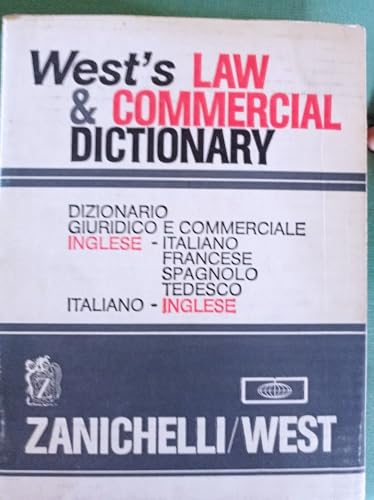 West's LAW
& COMMERCIAL
DICTIONARY
DIZIONARIO
GIURIDICO E COMMERCIALE
INGLESE - ITALIANO
FRANCESE
SPAGNOLO
TEDESCO
ITALIANO - INGLESE
Z
ZANICHELLI/WEST